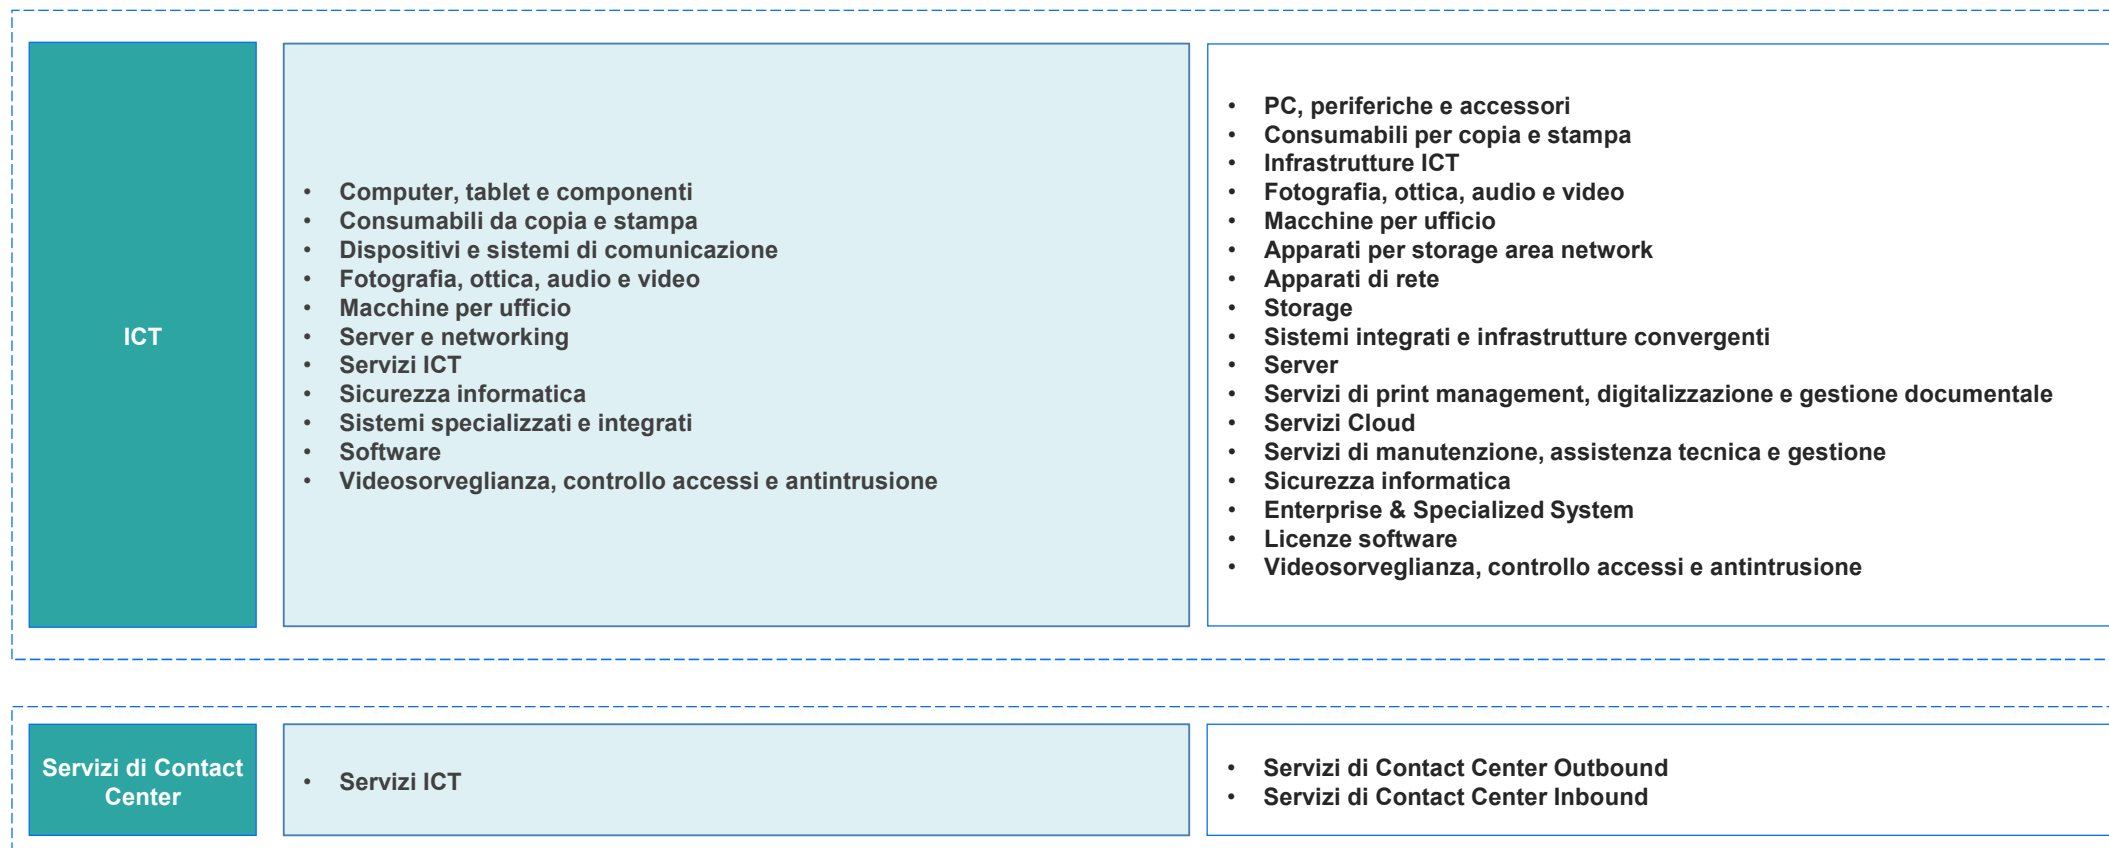 ICT
• Computer, tablet e componenti
• Consumabili da copia e stampa
• Dispositivi e sistemi di comunicazione
• Fotografia, ottica, audio e video
• Macchine per ufficio
• Server e networking
• Servizi ICT
• Sicurezza informatica
• Sistemi specializzati e integrati
• Software
• Videosorveglianza, controllo accessi e antintrusione
• PC, periferiche e accessori
• Consumabili per copia e stampa
• Infrastrutture ICT
• Fotografia, ottica, audio e video
• Macchine per ufficio
• Apparati per storage area network
• Apparati di rete
• Storage
• Sistemi integrati e infrastrutture convergenti
• Server
• Servizi di print management, digitalizzazione e gestione documentale
• Servizi Cloud
• Servizi di manutenzione, assistenza tecnica e gestione
• Sicurezza informatica
• Enterprise & Specialized System
• Licenze software
• Videosorveglianza, controllo accessi e antintrusione
Servizi di Contact
Center
• Servizi ICT
• Servizi di Contact Center Outbound
• Servizi di Contact Center Inbound